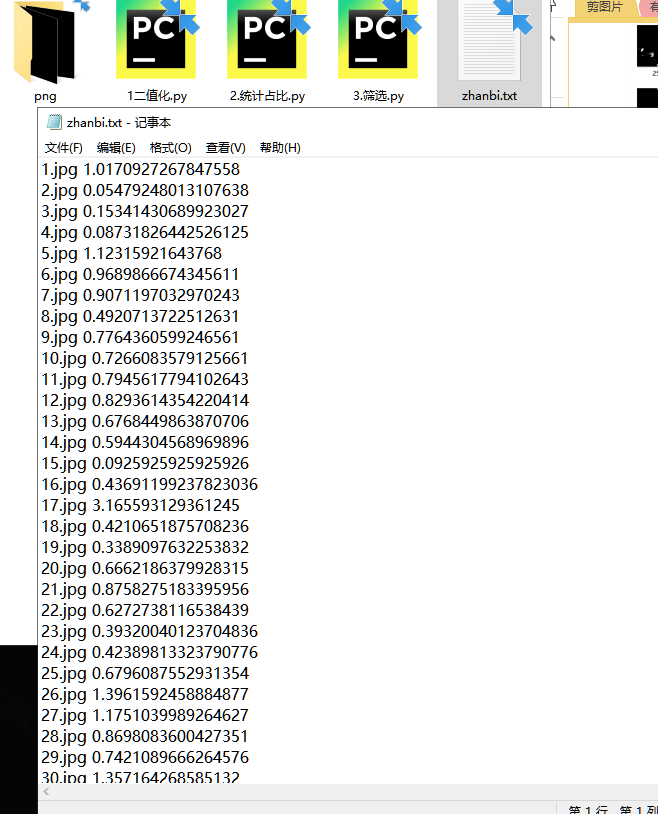 剪图片
PC
PC
PC
png
1二值化.py
2.统计占比.py
3.筛选.py
zhanbi.txt
zhanbi.txt - 记事本
文件(F) 编辑(E) 格式(O) 查看(V) 帮助(H)
1.jpg 1.0170927267847558
2.jpg 0.05479248013107638
3.jpg 0.15341430689923027
4.jpg 0.08731826442526125
5.jpg 1.12315921643768
6.jpg 0.9689866674345611
7.jpg 0.9071197032970243
8.jpg 0.4920713722512631
9.jpg 0.7764360599246561
10.jpg 0.7266083579125661
11.jpg 0.7945617794102643
12.jpg 0.8293614354220414
13.jpg 0.6768449863870706
14.jpg 0.5944304568969896
15.jpg 0.0925925925925926
16.jpg 0.43691199237823036
17.jpg 3.165593129361245
18.jpg 0.4210651875708236
19.jpg 0.3389097632253832
20.jpg 0.6662186379928315
21.jpg 0.8758275183395956
22.jpg 0.6272738116538439
23.jpg 0.39320040123704836
24.jpg 0.42389813323790776
25.jpg 0.6796087552931354
26.jpg 1.3961592458884877
27.jpg 1.1751039989264627
28.jpg 0.8698083600427351
29.jpg 0.7421089666264576
30.jpg 1.357164268585132
第 1 行，第 1 列